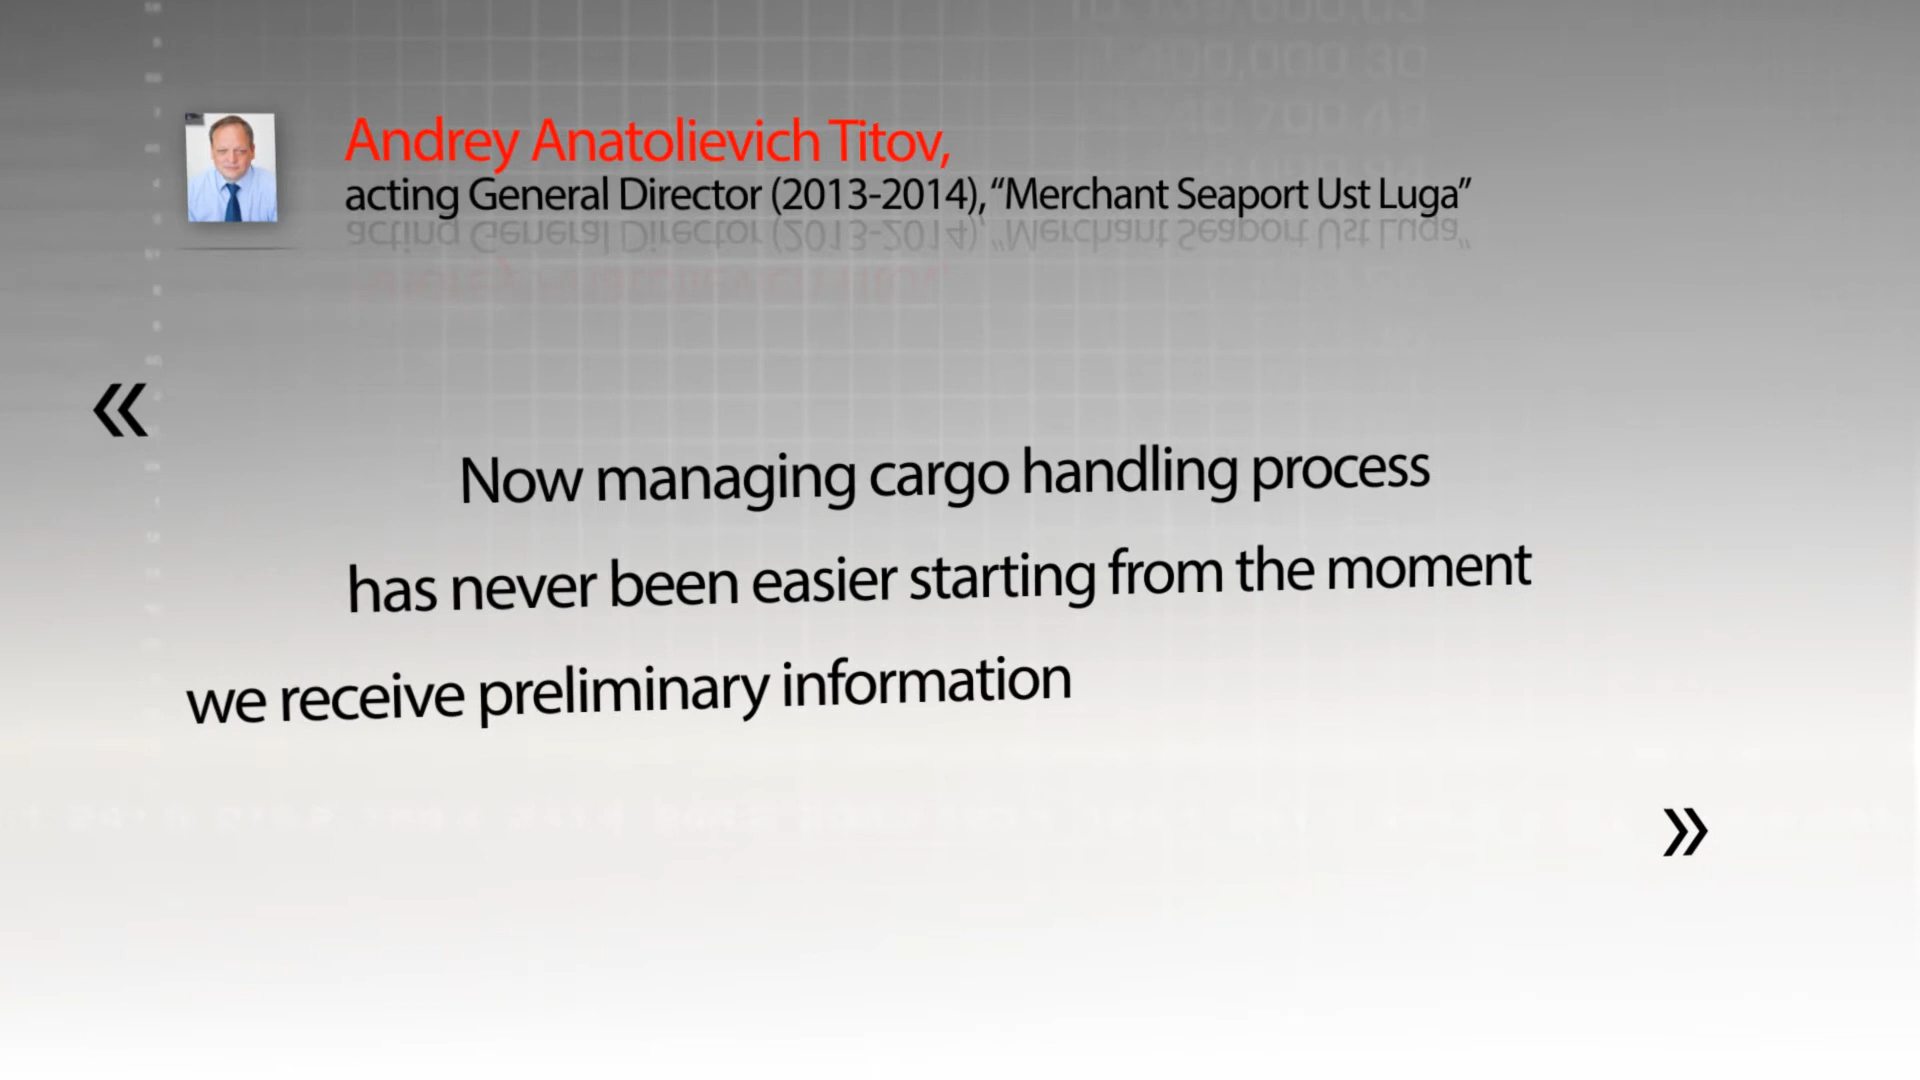 Andrey Anatolievich Titov,
acting General Director (2013-2014), “Merchant Seaport Ust Luga”
«
Now managing cargo handling process
has never been easier starting from the moment
we receive preliminary information
»